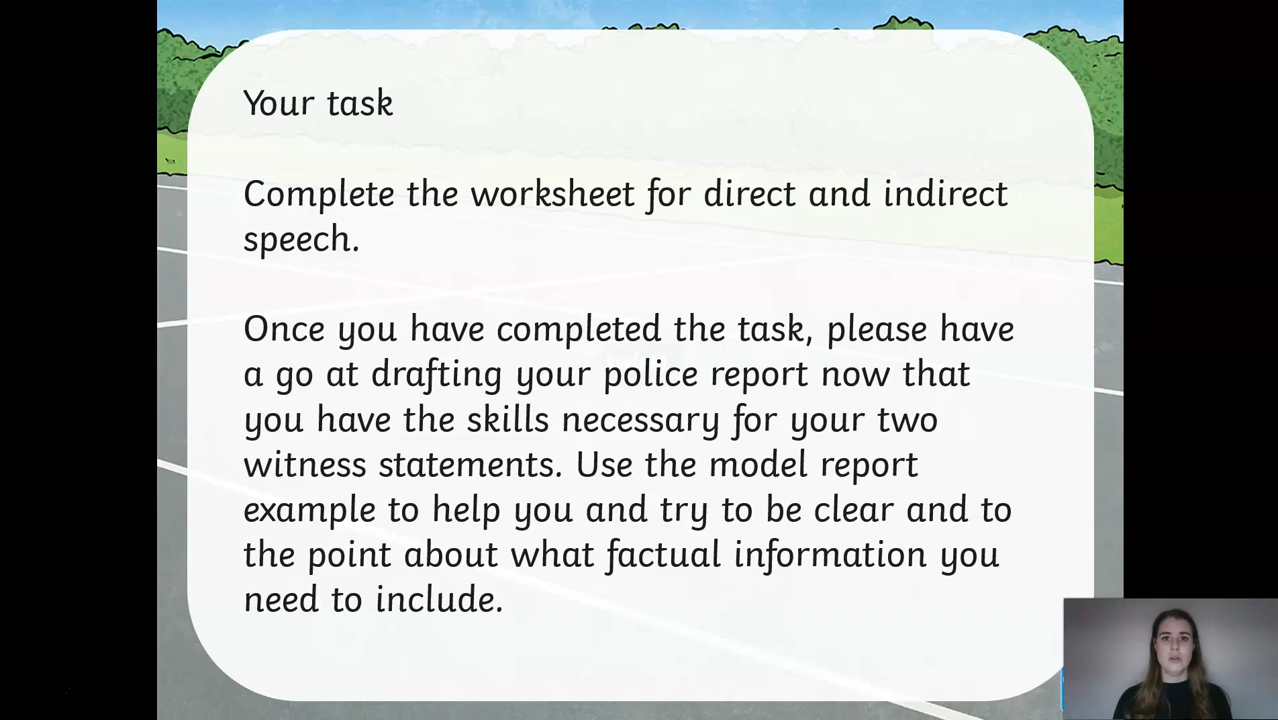 Your task
Complete the worksheet for direct and indirect
speech.
Once you have completed the task, please have
a go at drafting your police report now that
you have the skills necessary for your two
witness statements. Use the model report
example to help you and try to be clear and to
the point about what factual information you
need to include.